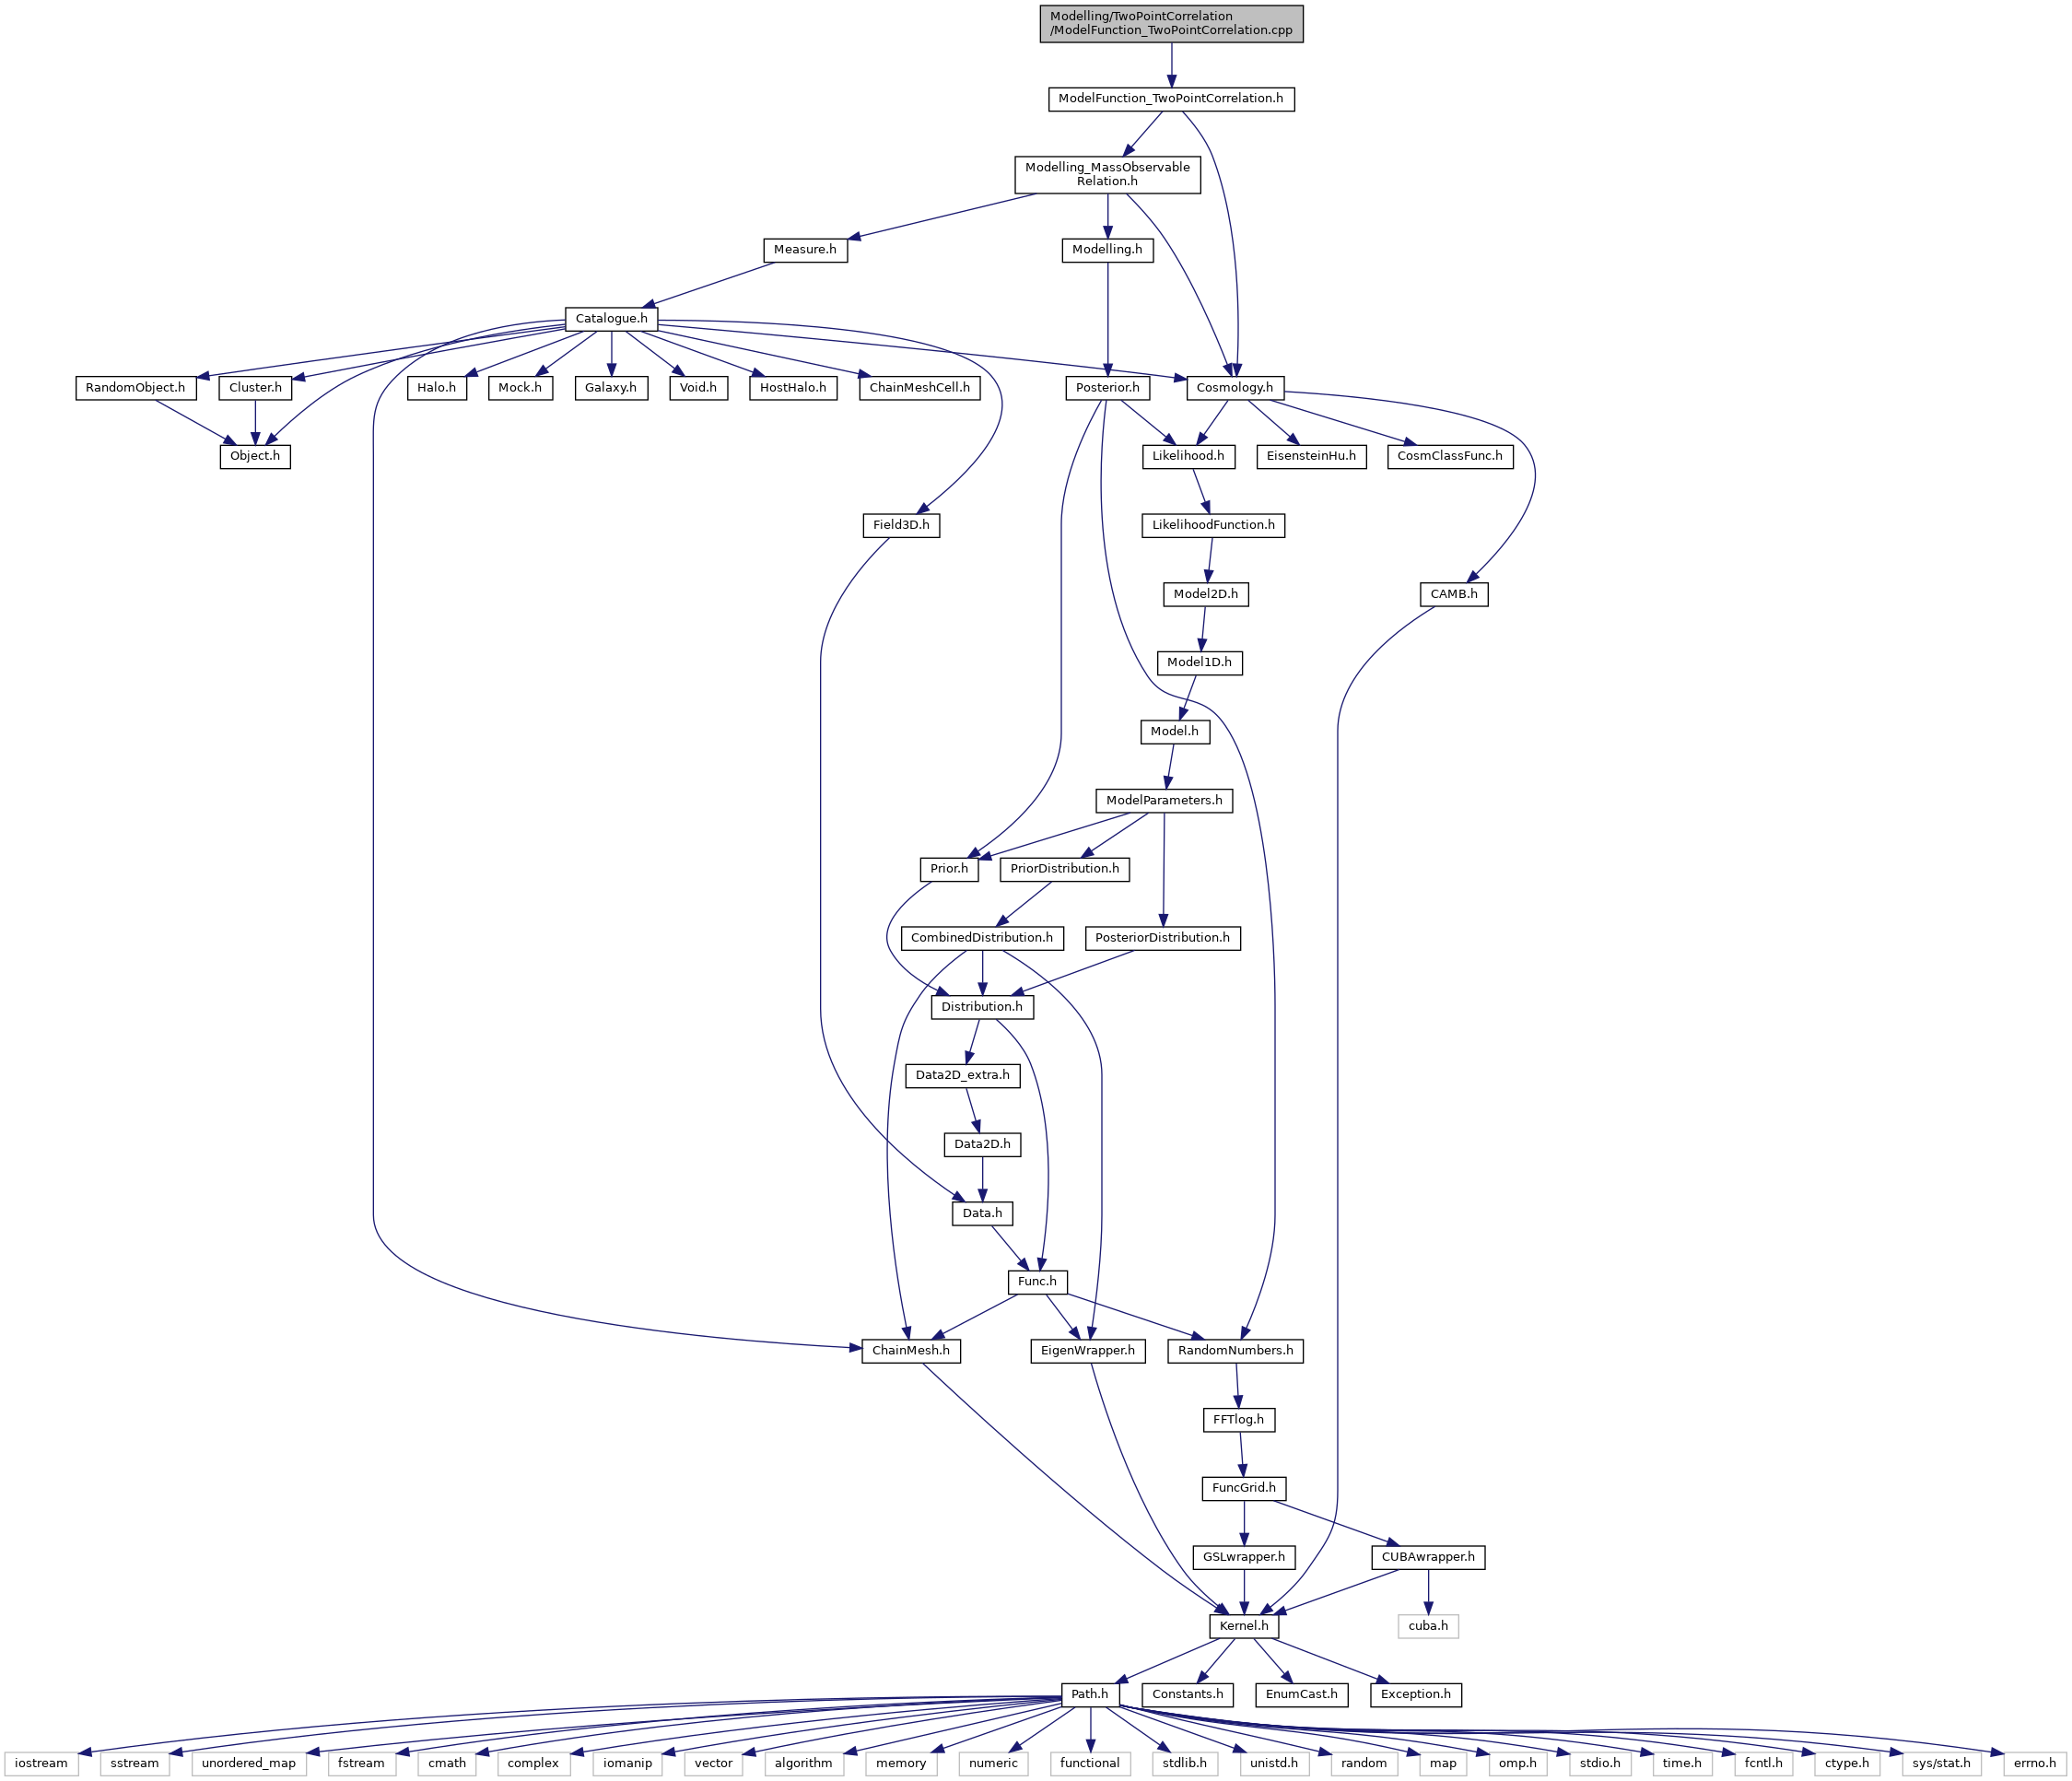 Modelling/TwoPointCorrelation
/ModelFunction_TwoPointCorrelation.cpp
ModelFunction_TwoPointCorrelation.h
Modelling_MassObservable
Relation.h
Measure.h
Modelling.h
Catalogue.h
RandomObject.h
Cluster.h
Halo.h
Mock.h
Galaxy.h
Void.h
HostHalo.h
ChainMeshCell.h
Posterior.h
Cosmology.h
Object.h
Likelihood.h
EisensteinHu.h
CosmClassFunc.h
Field3D.h
LikelihoodFunction.h
Model2D.h
CAMB.h
Model1D.h
Model.h
ModelParameters.h
Prior.h
PriorDistribution.h
CombinedDistribution.h
PosteriorDistribution.h
Distribution.h
Data2D_extra.h
Data2D.h
Data.h
Func.h
ChainMesh.h
EigenWrapper.h
RandomNumbers.h
FFTlog.h
FuncGrid.h
GSLwrapper.h
CUBAwrapper.h
Kernel.h
cuba.h
Path.h
Constants.h
EnumCast.h
Exception.h
iostream
sstream
unordered_map
fstream
cmath
complex
iomanip
vector
algorithm
memory
numeric
functional
stdlib.h
unistd.h
random
map
omp.h
stdio.h
time.h
fcntl.h
ctype.h
sys/stat.h
errno.h